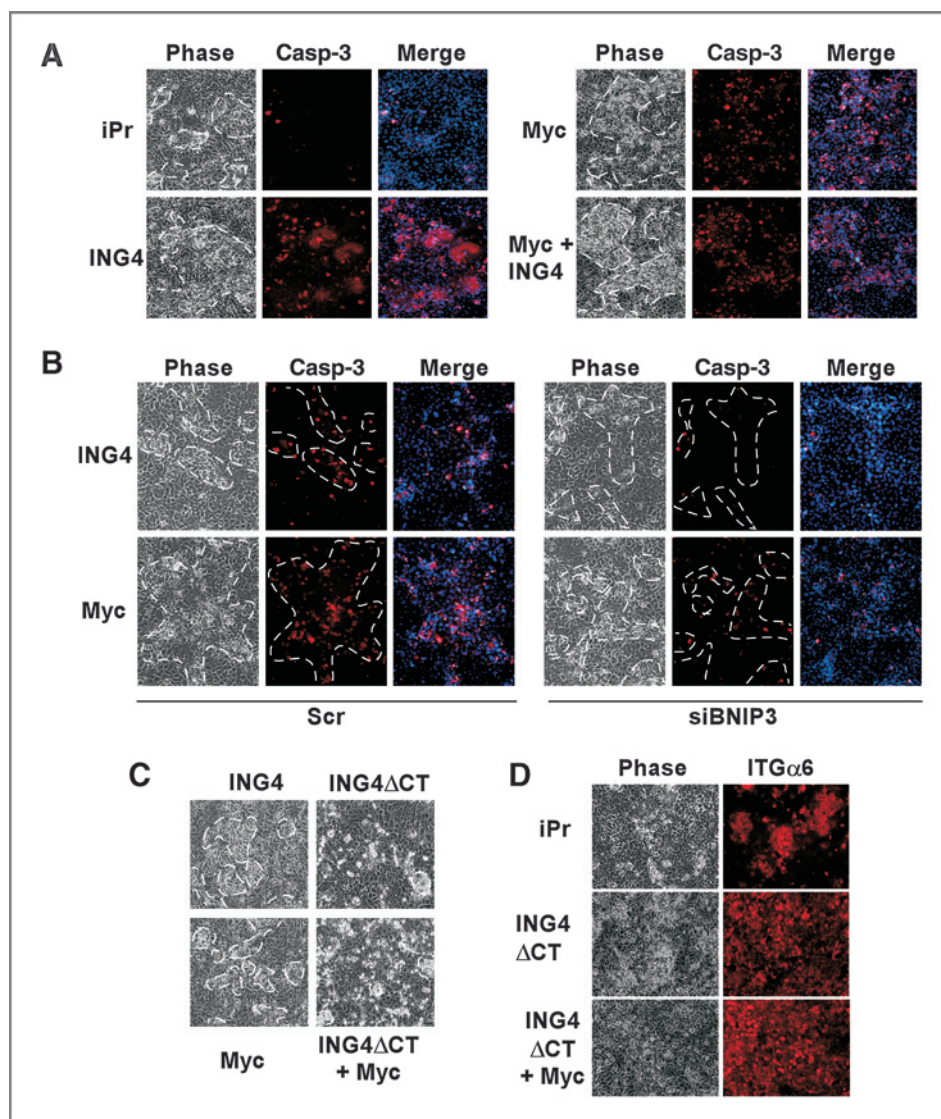 A
Phase Casp-3 Merge
Phase Casp-3 Merge
iPr
Myc
ING4
Myc +
ING4
B
Phase Casp-3 Merge
Phase Casp-3 Merge
ING4
Myc
Scr
siBNIP3
C
ING4 ING4ΔCT
Myc
ING4ΔCT
+ Myc
D
Phase ITGα6
iPr
ING4
ΔCT
ING4
ΔCT
+ Myc